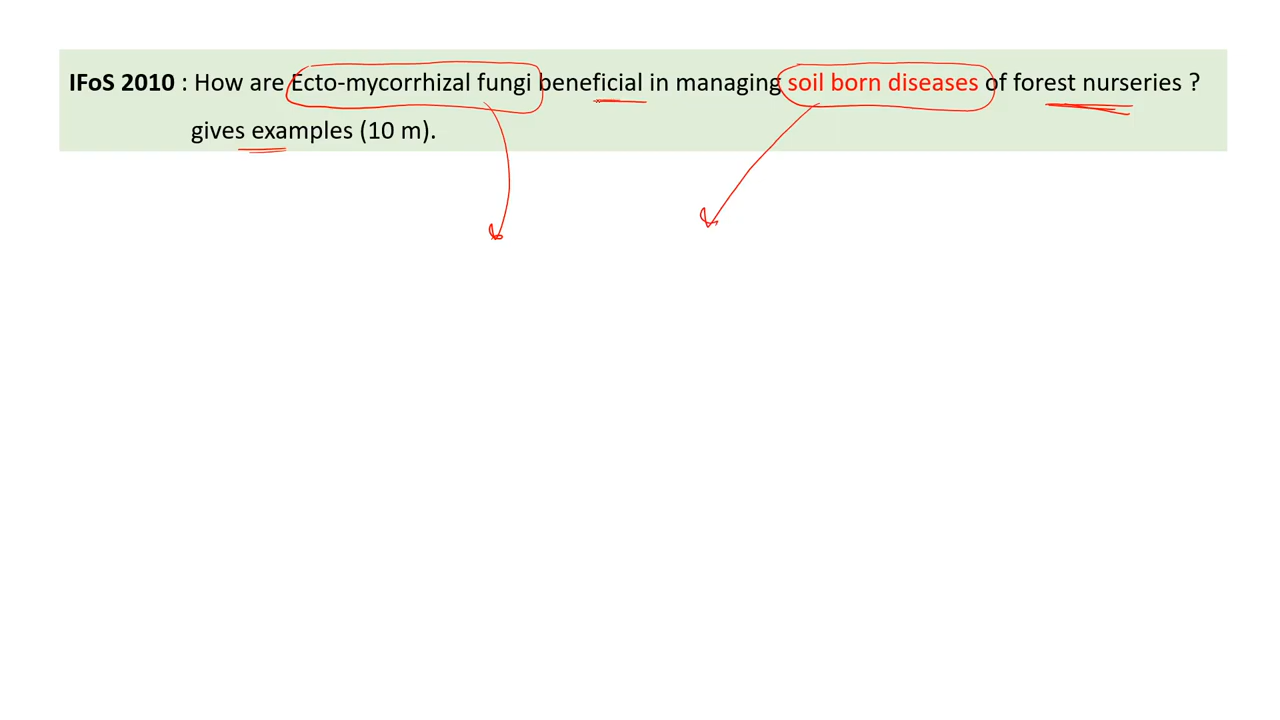 IFoS 2010 : How are Ecto-mycorrhizal fungi beneficial in managing soil born diseases of forest nurseries ?
gives examples (10 m).